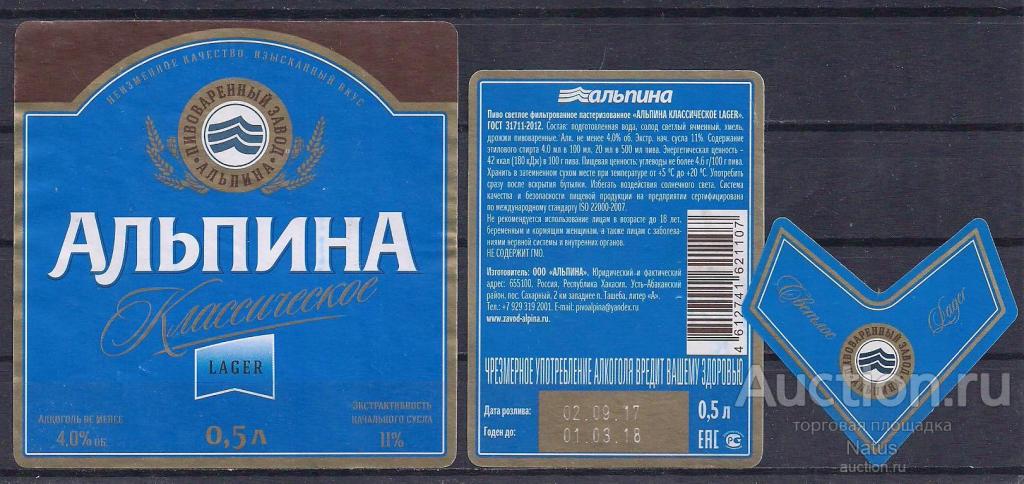 НЕИЗМЕННОЕ КАЧЕСТВО, ИЗЫСКАННЫЙ ВКУС
ПИВОВАРЕННЫЙ ЗАВОД
АЛЬПИНА
АЛЬПИНА
Классическое
LAGER
АЛКОГОЛЬ НЕ МЕНЕЕ
4,0% ОБ.
0,5 Л
ЭКСТРАКТИВНОСТЬ
НАЧАЛЬНОГО СУСЛА
11%
альпина
Пиво светлое фильтрованное пастеризованное «АЛЬПИНА КЛАССИЧЕСКОЕ LAGER».
ГОСТ 31711-2012. Состав: подготовленная вода, солод светлый ячменный, хмель,
дрожжи пивоваренные. Алк. не менее 4,0% об. Экстр. нач. сусла 11% Содержание
этилового спирта 4.0 мл в 100 мл, 20 мл в 500 мл пива. Энергетическая ценность -
42 ккал (180 кДж) в 100 г пива. Пищевая ценность: углеводы не более 4,6 г/100 г пива.
Хранить в затемненном сухом месте при температуре от +5 °С до +20 °С. Употребить
сразу после вскрытия бутылки. Избегать воздействия солнечного света. Система
качества и безопасности пищевой продукции на предприятии сертифицирована
по международному стандарту ISO 22000-2007.
Не рекомендуется использование лицам в возрасте до 18 лет,
беременным и кормящим женщинам, а также лицам с заболева-
ниями нервной системы и внутренних органов.
НЕ СОДЕРЖИТ ГМО.
Изготовитель: ООО «АЛЬПИНА». Юридический и фактический
адрес: 655100, Россия, Республика Хакасия, Усть-Абаканский
район, пос. Сахарный, 2 км западнее п. Ташеба, литер «А».
Тел.: +7 929 319 2001. E-mail: pivoalpina@yandex.ru
www.zavod-alpina.ru.
4 612741 621107
ЧРЕЗМЕРНОЕ УПОТРЕБЛЕНИЕ АЛКОГОЛЯ ВРЕДИТ ВАШЕМУ ЗДОРОВЬЮ
Дата розлива: 02.09.17
Годен до: 01.03.18
0,5 л
ЕАС РС
Светлое
Lager
ПИВОВАРЕННЫЙ ЗАВОД
АЛЬПИНА
Auction.ru
торговая площадка
Natus
auction.ru